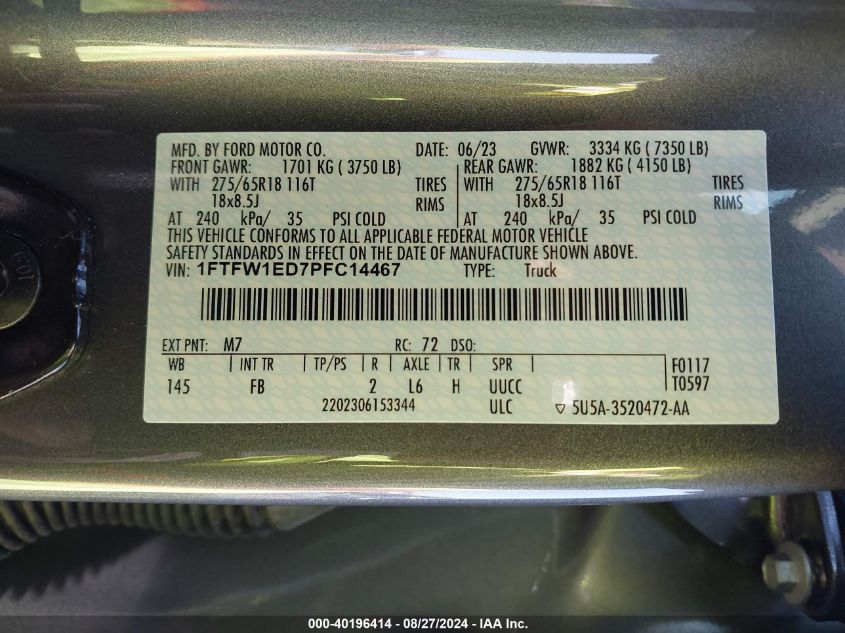 MFD. BY FORD MOTOR CO. DATE: 06/23 GVWR: 3334 KG ( 7350 LB)
FRONT GAWR: 1701 KG ( 3750 LB) REAR GAWR: 1882 KG ( 4150 LB)
WITH 275/65R18 116T TIRES WITH 275/65R18 116T TIRES
18x8.5J RIMS 18x8.5J RIMS
AT 240 kPa/ 35 PSI COLD AT 240 kPa/ 35 PSI COLD
THIS VEHICLE CONFORMS TO ALL APPLICABLE FEDERAL MOTOR VEHICLE
SAFETY STANDARDS IN EFFECT ON THE DATE OF MANUFACTURE SHOWN ABOVE.
VIN: 1FTFW1ED7PFC14467 TYPE: Truck
EXT PNT: M7 RC: 72 DSO:
WB INT TR TP/PS R AXLE TR SPR F0117
145 FB 2 L6 H UUCC T0597
2202306153344 ULC ▽ 5U5A-3520472-AA
000-40196414 - 08/27/2024 - IAA Inc.